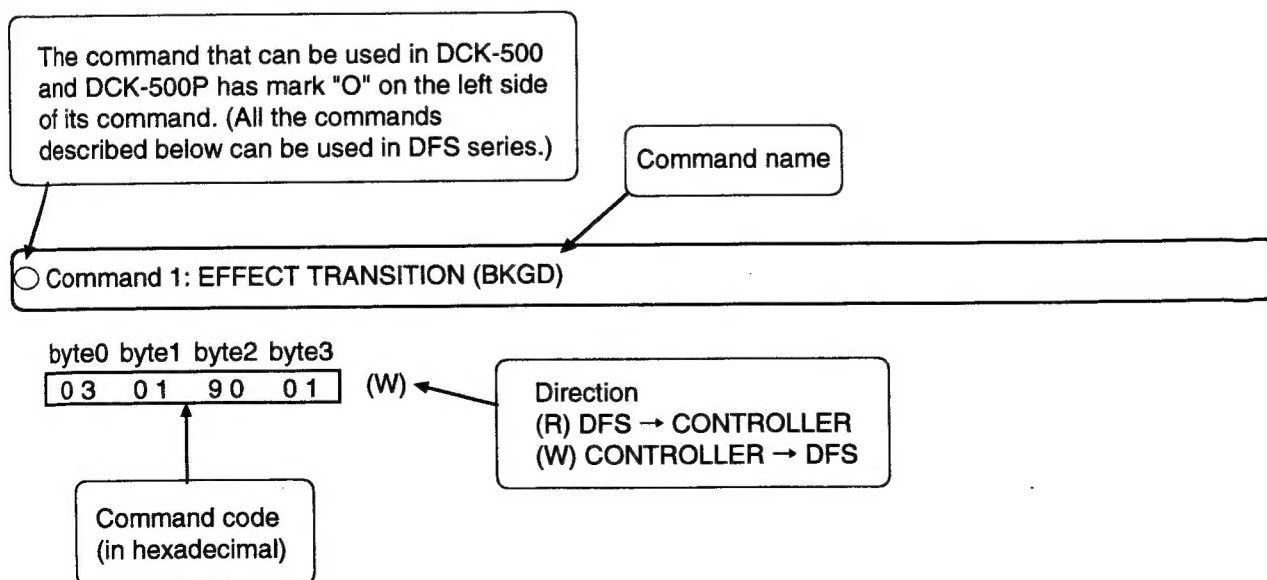 The command that can be used in DCK-500
and DCK-500P has mark "O" on the left side
of its command. (All the commands
described below can be used in DFS series.)
Command name
○ Command 1: EFFECT TRANSITION (BKGD)
byte0 byte1 byte2 byte3
03 01 90 01 (W)
Direction
(R) DFS → CONTROLLER
(W) CONTROLLER → DFS
Command code
(in hexadecimal)